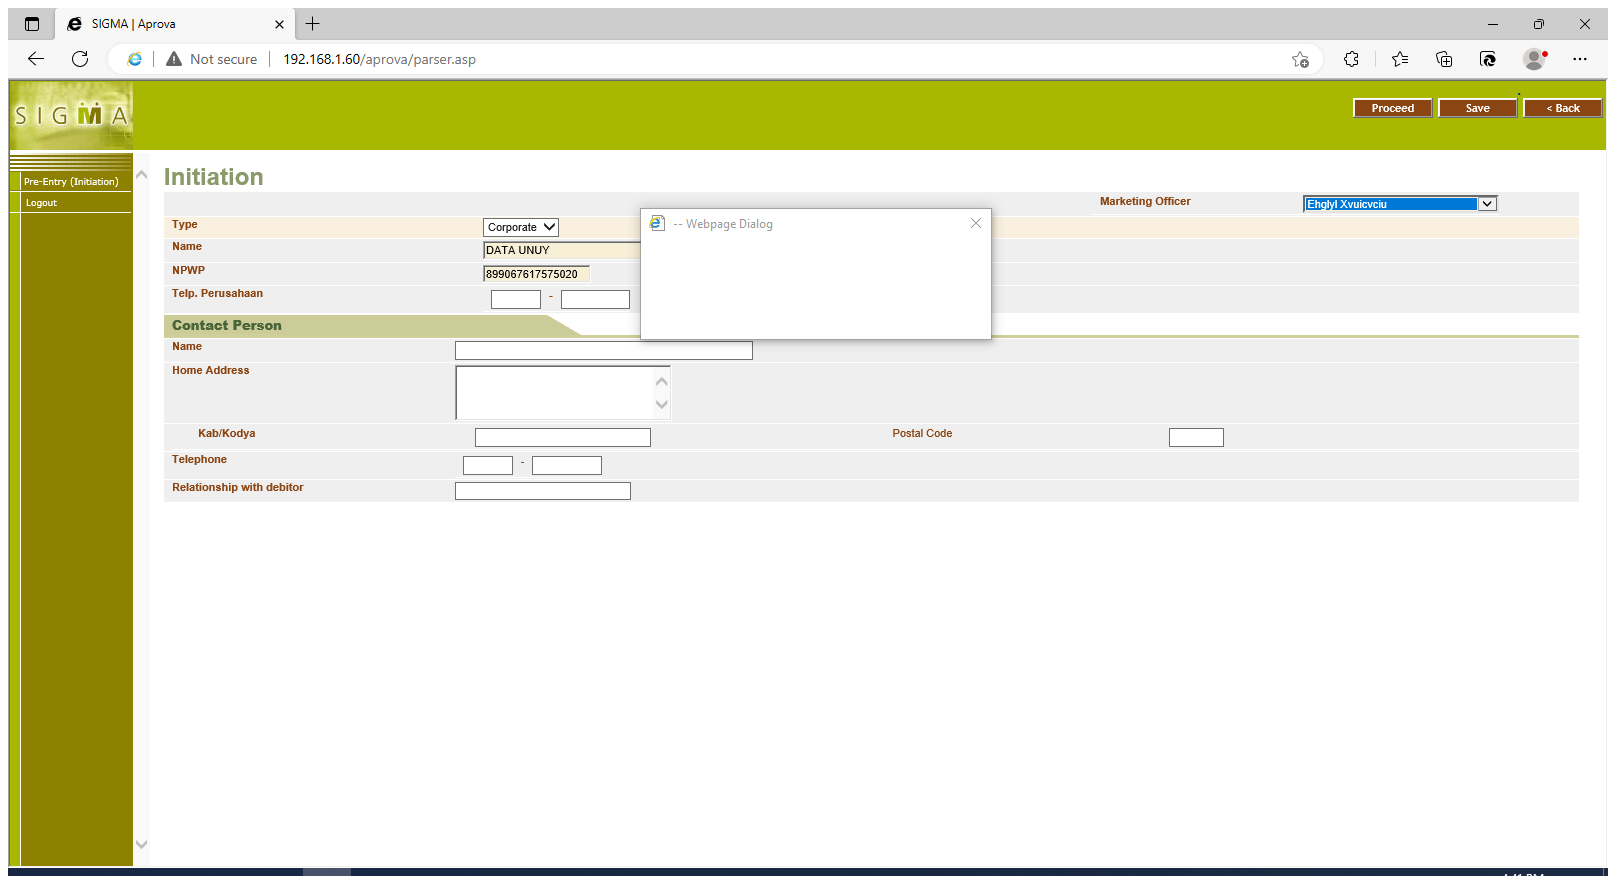 SIGMA | Aprova
Not secure
192.168.1.60/aprova/parser.asp
SIGMA
Proceed
Save
< Back
Pre-Entry (Initiation)
Logout
Initiation
Marketing Officer
Ehglyl Xvuicvciu
Type
Corporate
-- Webpage Dialog
Name
DATA UNUY
NPWP
899067617575020
Telp. Perusahaan
-
Contact Person
Name
Home Address
Kab/Kodya
Postal Code
Telephone
-
Relationship with debitor